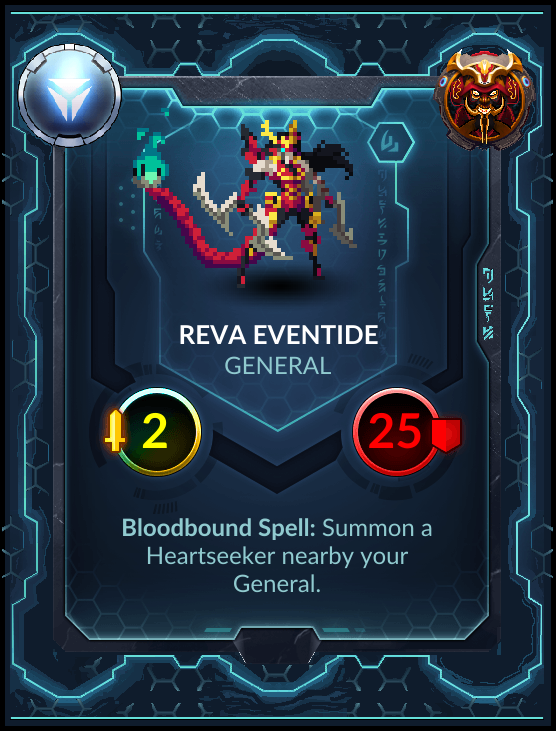 REVA EVENTIDE
GENERAL
2
25
Bloodbound Spell: Summon a
Heartseeker nearby your
General.